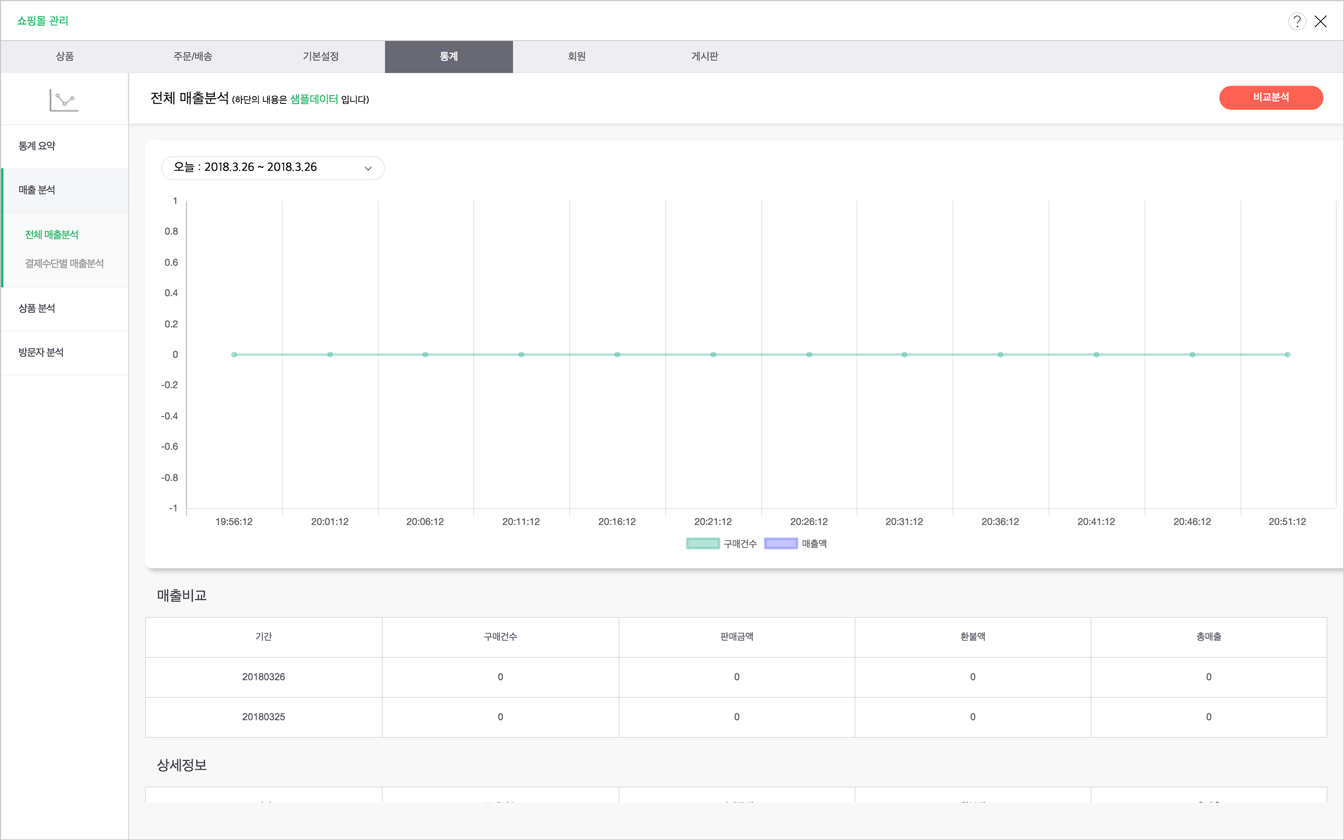 쇼핑몰 관리
?
상품 주문/배송 기본설정 통계 회원 게시판
전체 매출분석 (하단의 내용은 샘플데이터 입니다)
비교분석
통계 요약
매출 분석
전체 매출분석
결제수단별 매출분석
상품 분석
방문자 분석
오늘 : 2018.3.26 ~ 2018.3.26
1
0.8
0.6
0.4
0.2
0
-0.2
-0.4
-0.6
-0.8
-1
19:56:12 20:01:12 20:06:12 20:11:12 20:16:12 20:21:12 20:26:12 20:31:12 20:36:12 20:41:12 20:46:12 20:51:12
구매건수 매출액
매출비교
기간 구매건수 판매금액 환불액 총매출
20180326 0 0 0 0
20180325 0 0 0 0
상세정보